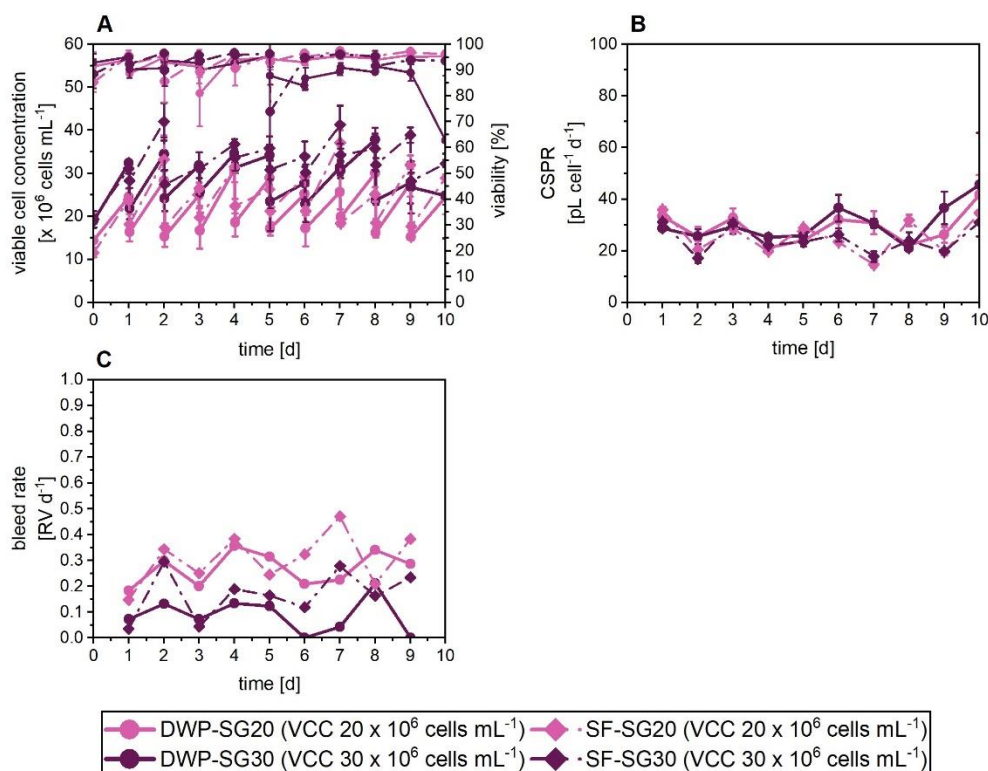 A
B
60
50
40
30
20
10
0
100
90
80
70
60
50
40
30
20
10
0
viable cell concentration
[x 10⁶ cells mL⁻¹]
viability [%]
0 1 2 3 4 5 6 7 8 9 10
time [d]
100
80
60
40
20
0
CSPR
[pL cell⁻¹ d⁻¹]
0 1 2 3 4 5 6 7 8 9 10
time [d]
C
1.0
0.9
0.8
0.7
0.6
0.5
0.4
0.3
0.2
0.1
0.0
bleed rate
[RV d⁻¹]
0 1 2 3 4 5 6 7 8 9 10
time [d]
DWP-SG20 (VCC 20 x 10⁶ cells mL⁻¹) SF-SG20 (VCC 20 x 10⁶ cells mL⁻¹)
DWP-SG30 (VCC 30 x 10⁶ cells mL⁻¹) SF-SG30 (VCC 30 x 10⁶ cells mL⁻¹)